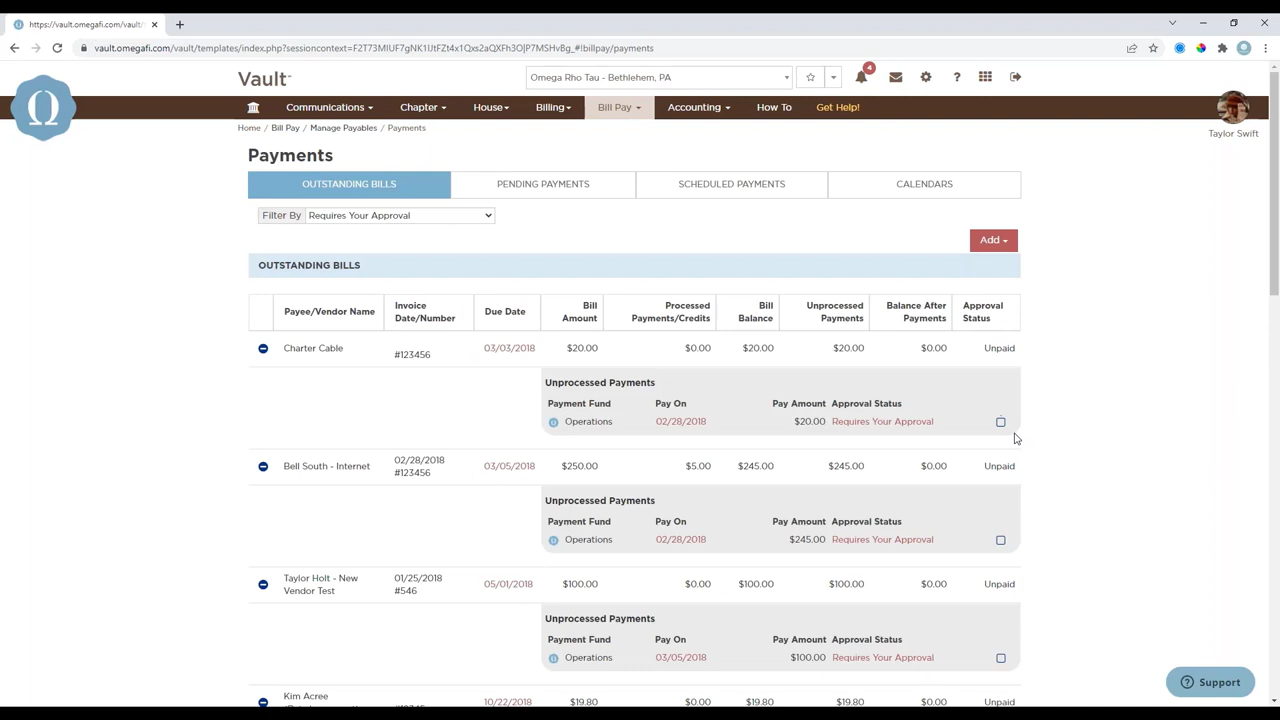 https://vault.omegafi.com/vault/
vault.omegafi.com/vault/templates/index.php?sessioncontext=F2T73MIUF7gNK1IJtFZt4x1Qxs2aQXFh3OJP7MSHvBg_#!billpay/payments
Vault
Omega Rho Tau - Bethlehem, PA
4
Communications Chapter House Billing Bill Pay Accounting How To Get Help!
Taylor Swift
Home / Bill Pay / Manage Payables / Payments
Payments
OUTSTANDING BILLS PENDING PAYMENTS SCHEDULED PAYMENTS CALENDARS
Filter By Requires Your Approval
Add
OUTSTANDING BILLS
Payee/Vendor Name Invoice Date/Number Due Date Bill Amount Processed Payments/Credits Bill Balance Unprocessed Payments Balance After Payments Approval Status
Charter Cable #123456 03/03/2018 $20.00 $0.00 $20.00 $20.00 $0.00 Unpaid
Unprocessed Payments
Payment Fund Pay On Pay Amount Approval Status
Operations 02/28/2018 $20.00 Requires Your Approval
Bell South - Internet 02/28/2018 #123456 03/05/2018 $250.00 $5.00 $245.00 $245.00 $0.00 Unpaid
Unprocessed Payments
Payment Fund Pay On Pay Amount Approval Status
Operations 02/28/2018 $245.00 Requires Your Approval
Taylor Holt - New Vendor Test 01/25/2018 #546 05/01/2018 $100.00 $0.00 $100.00 $100.00 $0.00 Unpaid
Unprocessed Payments
Payment Fund Pay On Pay Amount Approval Status
Operations 03/05/2018 $100.00 Requires Your Approval
Kim Acree 10/22/2018 $19.80 $0.00 $19.80 $19.80 $0.00 Unpaid
Support